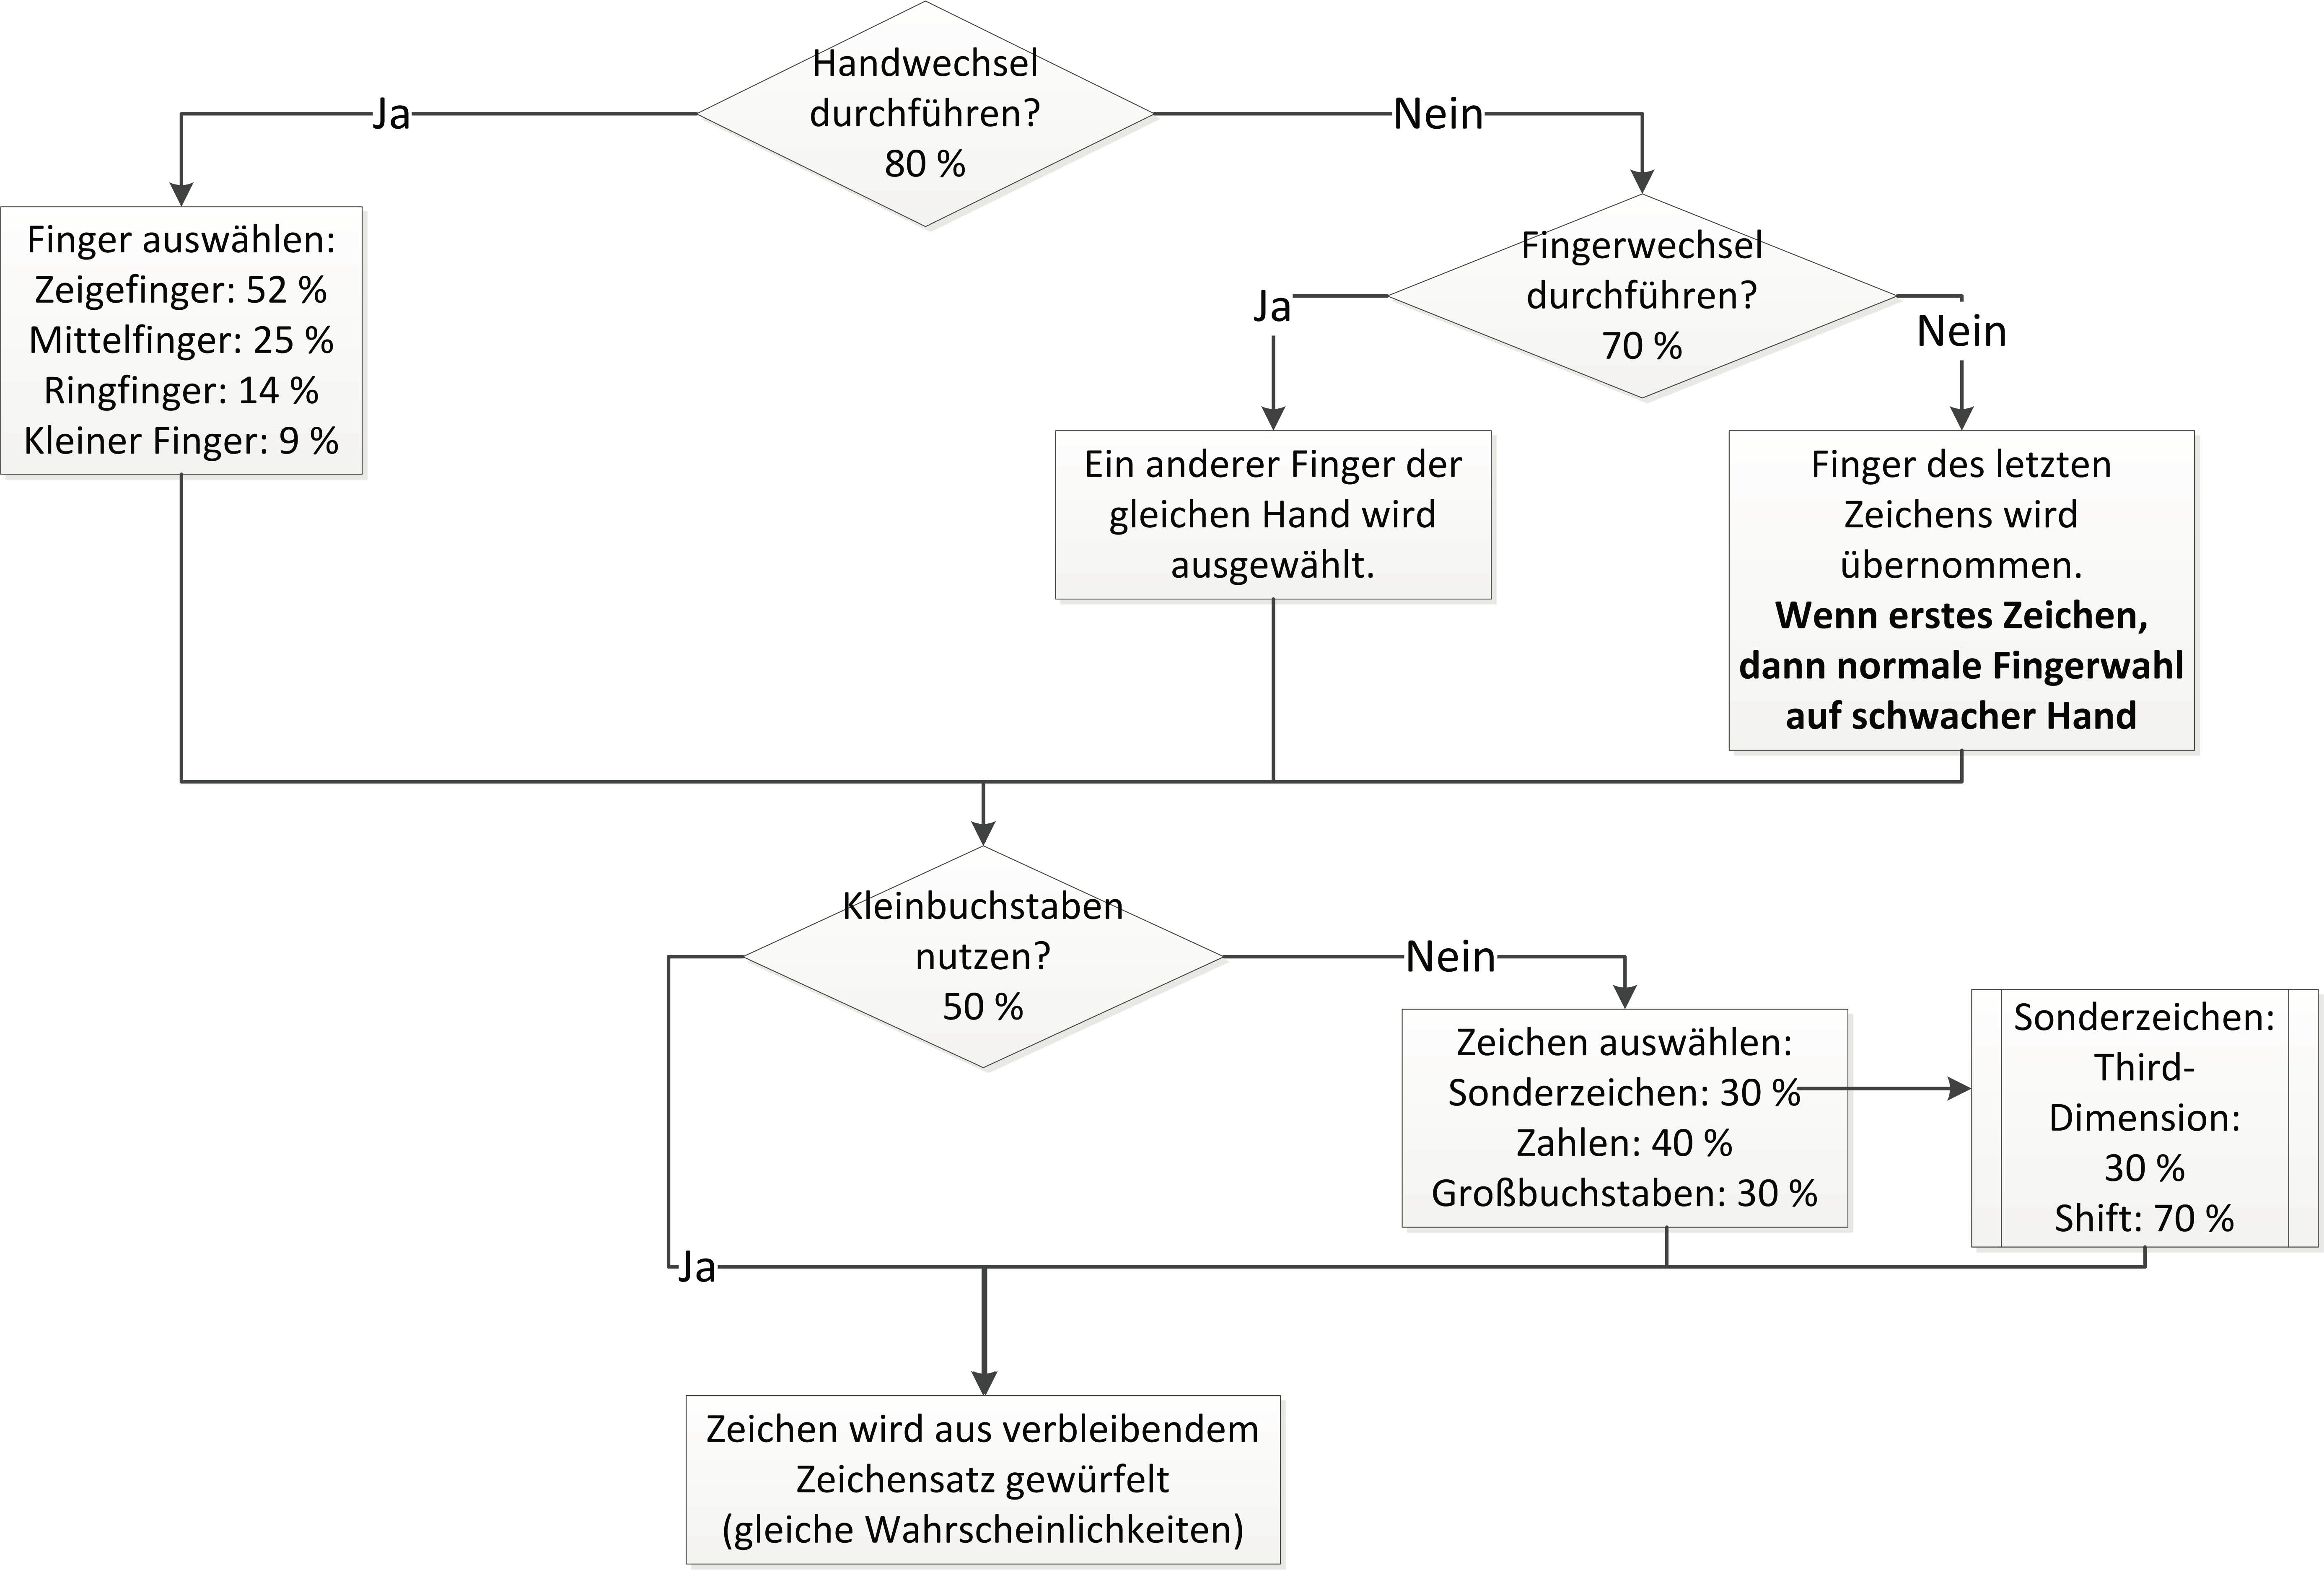 Handwechsel
durchführen?
80 %
Ja
Nein
Finger auswählen:
Zeigefinger: 52 %
Mittelfinger: 25 %
Ringfinger: 14 %
Kleiner Finger: 9 %
Fingerwechsel
durchführen?
70 %
Ja
Nein
Ein anderer Finger der
gleichen Hand wird
ausgewählt.
Finger des letzten
Zeichens wird
übernommen.
Wenn erstes Zeichen,
dann normale Fingerwahl
auf schwacher Hand
Kleinbuchstaben
nutzen?
50 %
Nein
Zeichen auswählen:
Sonderzeichen: 30 %
Zahlen: 40 %
Großbuchstaben: 30 %
Sonderzeichen:
Third-
Dimension:
30 %
Shift: 70 %
Ja
Zeichen wird aus verbleibendem
Zeichensatz gewürfelt
(gleiche Wahrscheinlichkeiten)